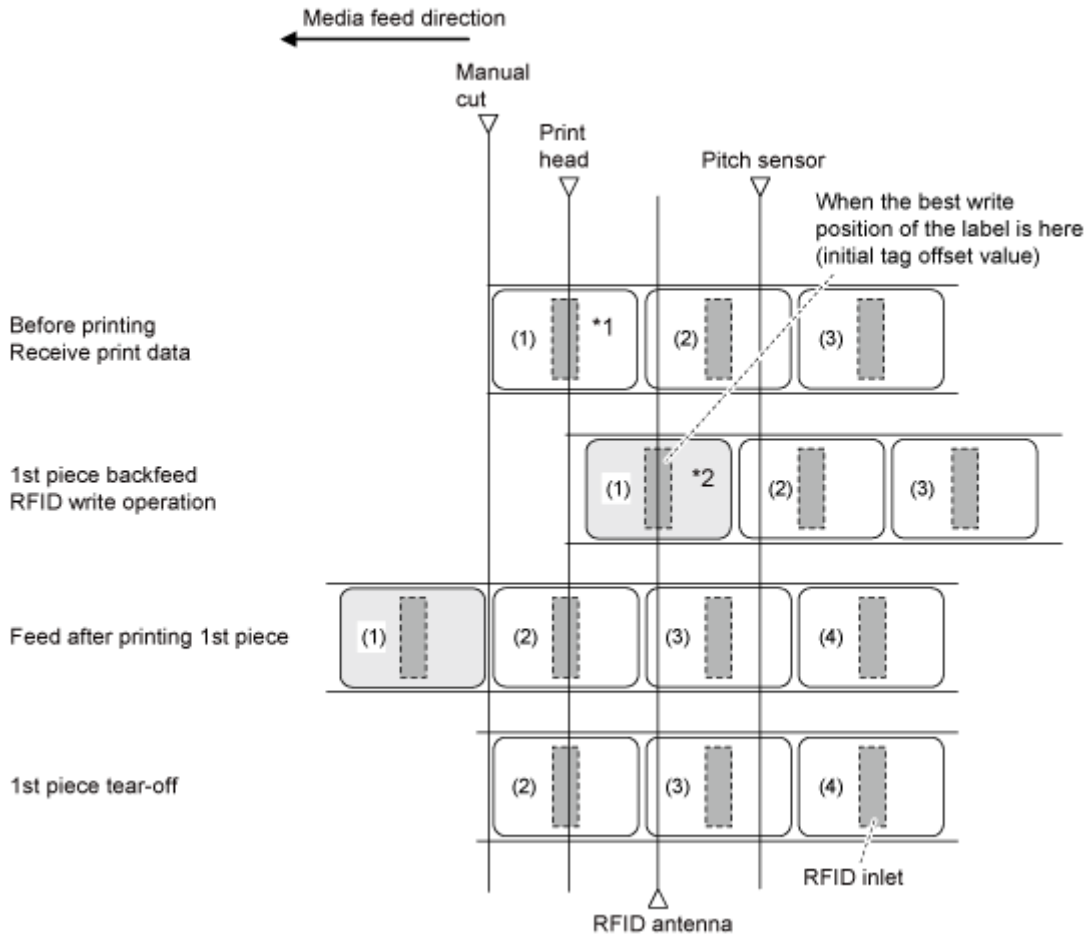 Media feed direction
Manual
cut
Print
head
Pitch sensor
When the best write
position of the label is here
(initial tag offset value)
Before printing
Receive print data
(1) *1 (2) (3)
1st piece backfeed
RFID write operation
(1) *2 (2) (3)
Feed after printing 1st piece
(1) (2) (3) (4)
1st piece tear-off
(2) (3) (4)
RFID inlet
RFID antenna